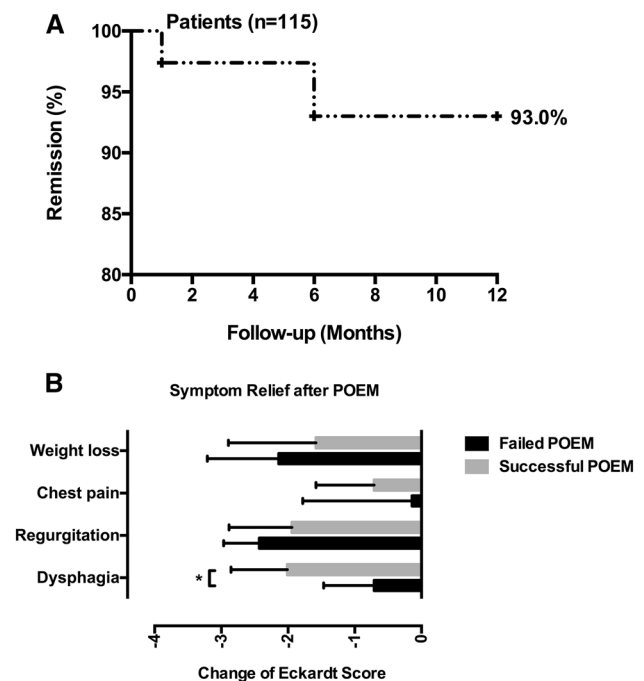 A
Patients (n=115)
100
95
90
85
80
Remission (%)
93.0%
0 2 4 6 8 10 12
Follow-up (Months)
B
Symptom Relief after POEM
Weight loss
Chest pain
Regurgitation
Dysphagia
*
Failed POEM
Successful POEM
-4 -3 -2 -1 0
Change of Eckardt Score